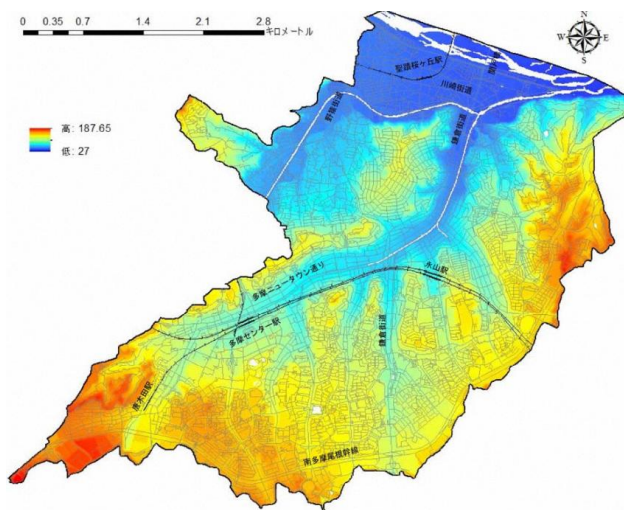 0 0.35 0.7 1.4 2.1 2.8
キロメートル
N
W E
S
高: 187.65
低: 27
聖蹟桜ヶ丘駅
川崎街道
野猿街道
鎌倉街道
多摩ニュータウン通り
永山駅
多摩センター駅
鎌倉街道
唐木田駅
南多摩尾根幹線